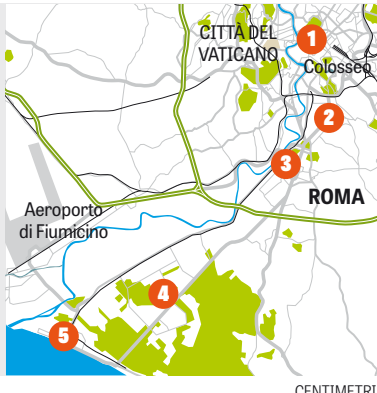 CITTÀ DEL
VATICANO
1
Colosseo
2
3
ROMA
Aeroporto
di Fiumicino
4
5
CENTIMETRI